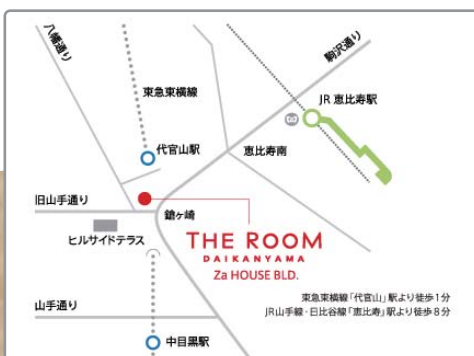 八幡通り
駒沢通り
東急東横線
JR 恵比寿駅
代官山駅
恵比寿南
旧山手通り
鎗ヶ崎
ヒルサイドテラス
THE ROOM
DAIKANYAMA
Za HOUSE BLD.
東急東横線「代官山」駅より徒歩1分
JR山手線・日比谷線「恵比寿」駅より徒歩8分
山手通り
中目黒駅